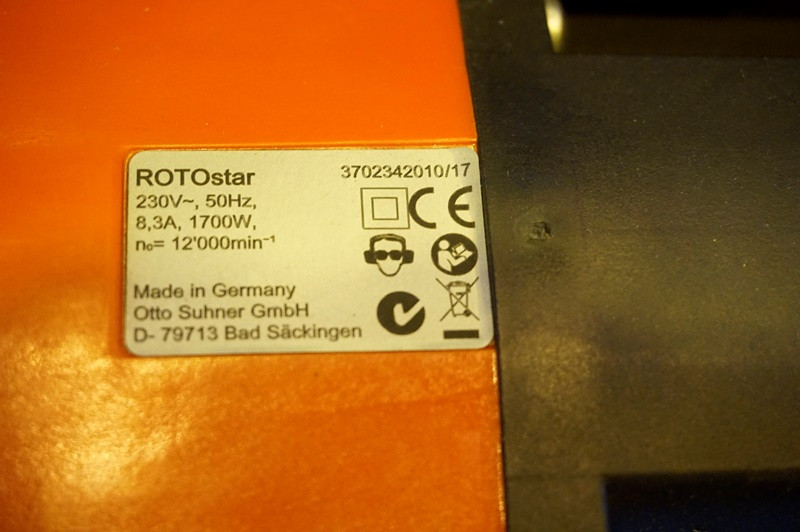 ROTOstar 3702342010/17
230V~, 50Hz,
8,3A, 1700W,
n₀= 12'000min⁻¹
CE
Made in Germany
Otto Suhner GmbH
D- 79713 Bad Säckingen